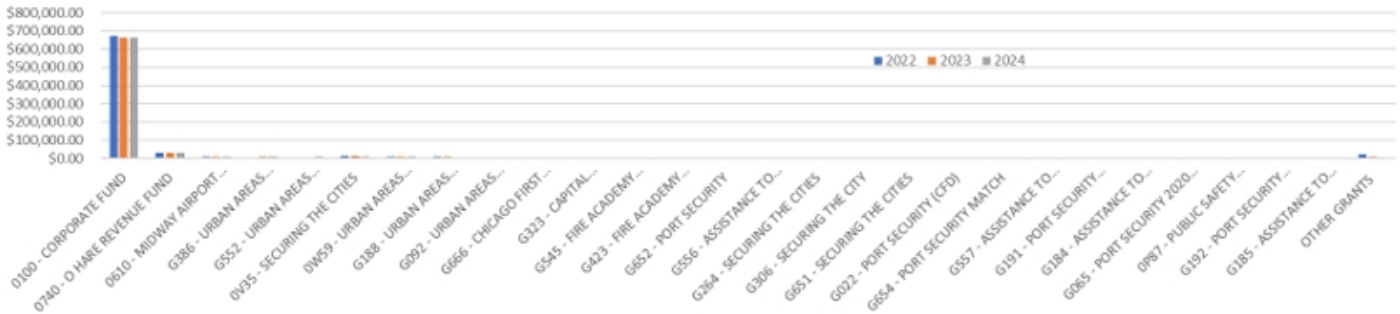 $800,000.00
$700,000.00
$600,000.00
$500,000.00
$400,000.00
$300,000.00
$200,000.00
$100,000.00
$0.00
2022 2023 2024
0100 - CORPORATE FUND
0740 - O HARE REVENUE FUND
0610 - MIDWAY AIRPORT...
G386 - URBAN AREAS...
G552 - URBAN AREAS...
0V35 - SECURING THE CITIES
0W59 - URBAN AREAS...
G188 - URBAN AREAS...
G092 - URBAN AREAS...
G666 - CHICAGO FIRST...
G323 - CAPITAL...
G545 - FIRE ACADEMY...
G423 - FIRE ACADEMY...
G652 - PORT SECURITY
G556 - ASSISTANCE TO...
G264 - SECURING THE CITIES
G306 - SECURING THE CITY
G651 - SECURING THE CITIES
G022 - PORT SECURITY (CFD)
G654 - PORT SECURITY MATCH
G557 - ASSISTANCE TO...
G191 - PORT SECURITY...
G184 - ASSISTANCE TO...
G065 - PORT SECURITY 2020...
0P87 - PUBLIC SAFETY...
G192 - PORT SECURITY...
G185 - ASSISTANCE TO...
OTHER GRANTS